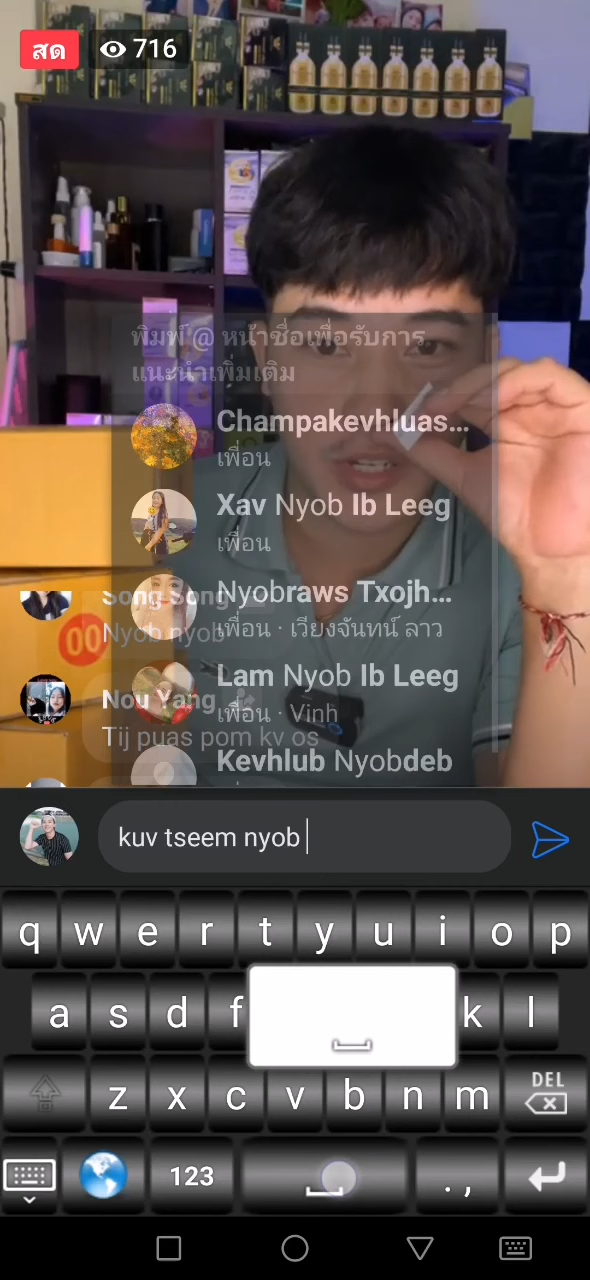 สด 716
พิมพ์ @ หน้าชื่อเพื่อรับการ
แนะนำเพิ่มเติม
Champakevhluas...
เพื่อน
Xav Nyob Ib Leeg
เพื่อน
Nyobraws Txojh...
เพื่อน · เวียงจันทน์ ลาว
Song Song
Nyob nyob
Lam Nyob Ib Leeg
เพื่อน · Vinh
Nou Yang
Tij puas pom kv os
Kevhlub Nyobdeb
00
kuv tseem nyob
q w e r t y u i o p
a s d f k l
z x c v b n m DEL
123 . ,